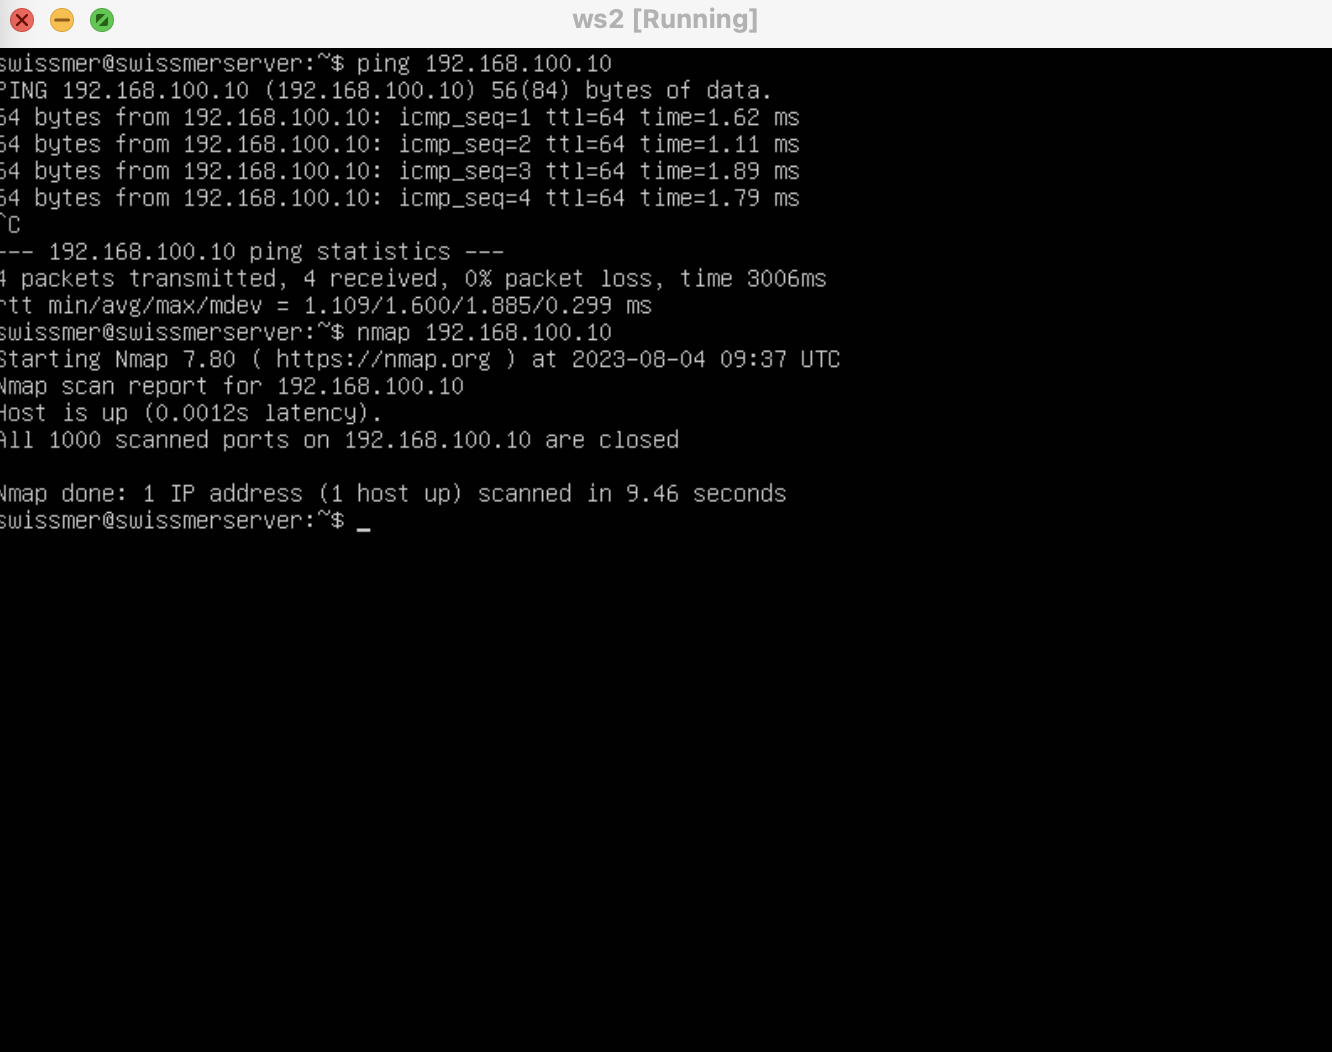 ws2 [Running]
swissmer@swissmerserver:~$ ping 192.168.100.10
PING 192.168.100.10 (192.168.100.10) 56(84) bytes of data.
64 bytes from 192.168.100.10: icmp_seq=1 ttl=64 time=1.62 ms
64 bytes from 192.168.100.10: icmp_seq=2 ttl=64 time=1.11 ms
64 bytes from 192.168.100.10: icmp_seq=3 ttl=64 time=1.89 ms
64 bytes from 192.168.100.10: icmp_seq=4 ttl=64 time=1.79 ms
^C
--- 192.168.100.10 ping statistics ---
4 packets transmitted, 4 received, 0% packet loss, time 3006ms
rtt min/avg/max/mdev = 1.109/1.600/1.885/0.299 ms
swissmer@swissmerserver:~$ nmap 192.168.100.10
Starting Nmap 7.80 ( https://nmap.org ) at 2023-08-04 09:37 UTC
Nmap scan report for 192.168.100.10
Host is up (0.0012s latency).
All 1000 scanned ports on 192.168.100.10 are closed
Nmap done: 1 IP address (1 host up) scanned in 9.46 seconds
swissmer@swissmerserver:~$ _